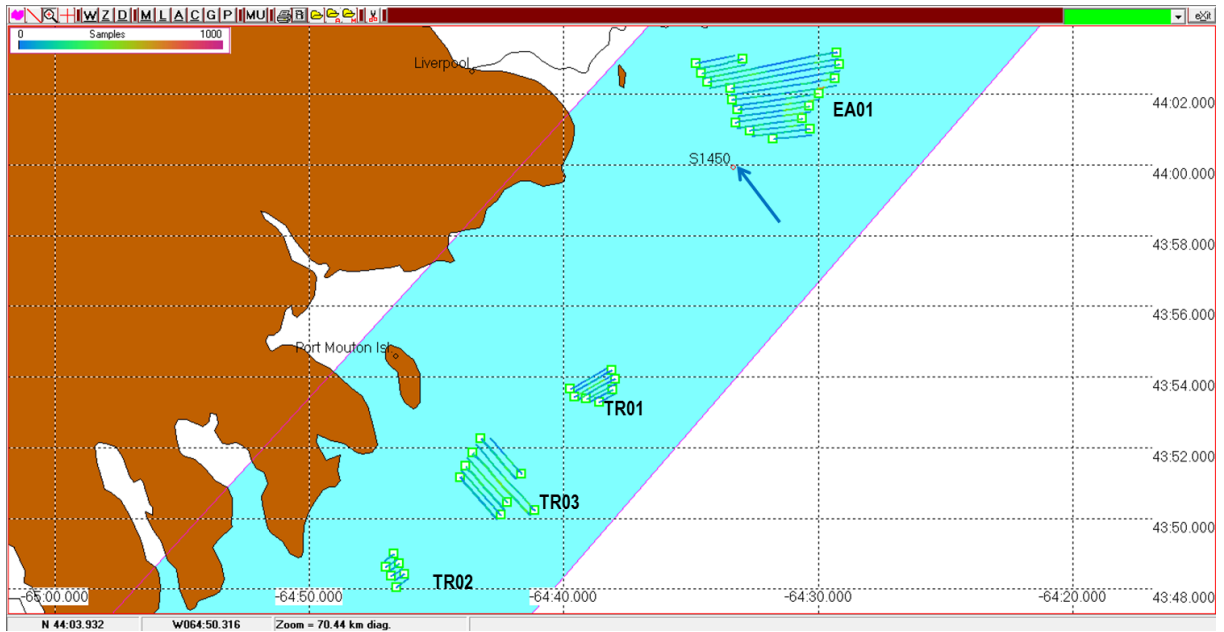 W Z D M L A C G P MU R eXit
0 Samples 1000
Liverpool
44:02.000
EA01
S1450
44:00.000
43:58.000
43:56.000
Port Mouton Isl.
43:54.000
TR01
43:52.000
TR03
43:50.000
TR02
-65:00.000 -64:50.000 -64:40.000 -64:30.000 -64:20.000 43:48.000
N 44:03.932 W064:50.316 Zoom = 70.44 km diag.